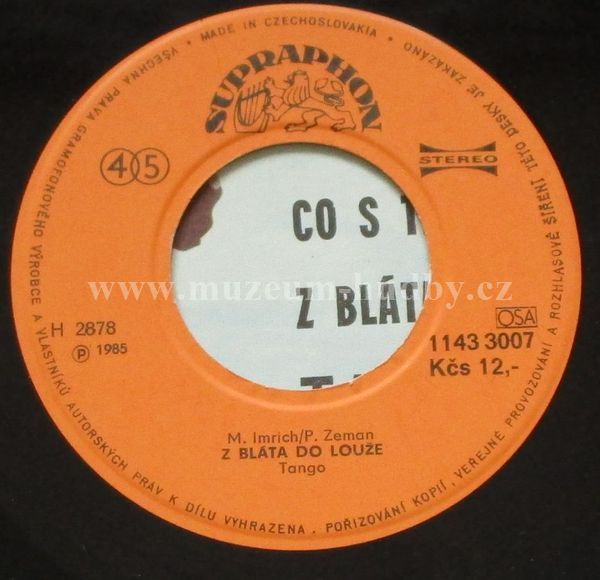 VŠECHNA PRÁVA GRAMOFONOVÉHO VÝROBCE A VLASTNÍKŮ AUTORSKÝCH PRÁV K DÍLU VYHRAZENA. POŘIZOVÁNÍ KOPIÍ, VEŘEJNÉ PROVOZOVÁNÍ A ROZHLASOVÉ ŠÍŘENÍ TÉTO DESKY JE ZAKÁZÁNO • MADE IN CZECHOSLOVAKIA •
SUPRAPHON
45
STEREO
CO S T
www.muzeum-hudby.cz
Z BLÁT
H 2878
Ⓟ 1985
OSA
1143 3007
Kčs 12,-
M. Imrich/P. Zeman
Z BLÁTA DO LOUŽE
Tango